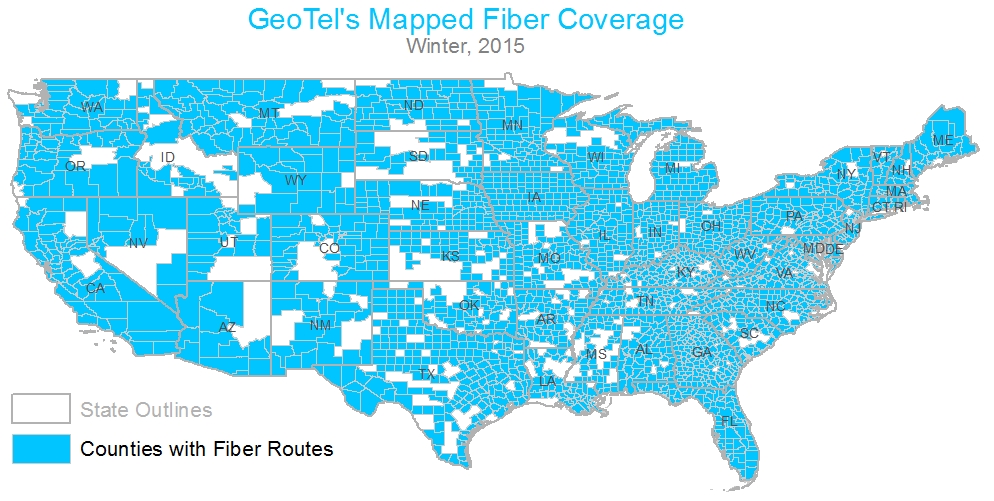 GeoTel's Mapped Fiber Coverage
Winter, 2015
WA
MT
ND
MN
ME
OR
ID
WY
SD
WI
MI
NY
VT
NH
MA
CT RI
NE
IA
NV
UT
CO
KS
MO
IL
IN
OH
PA
NJ
MD DE
WV
VA
KY
CA
AZ
NM
OK
AR
TN
NC
SC
TX
LA
MS
AL
GA
FL
State Outlines
Counties with Fiber Routes